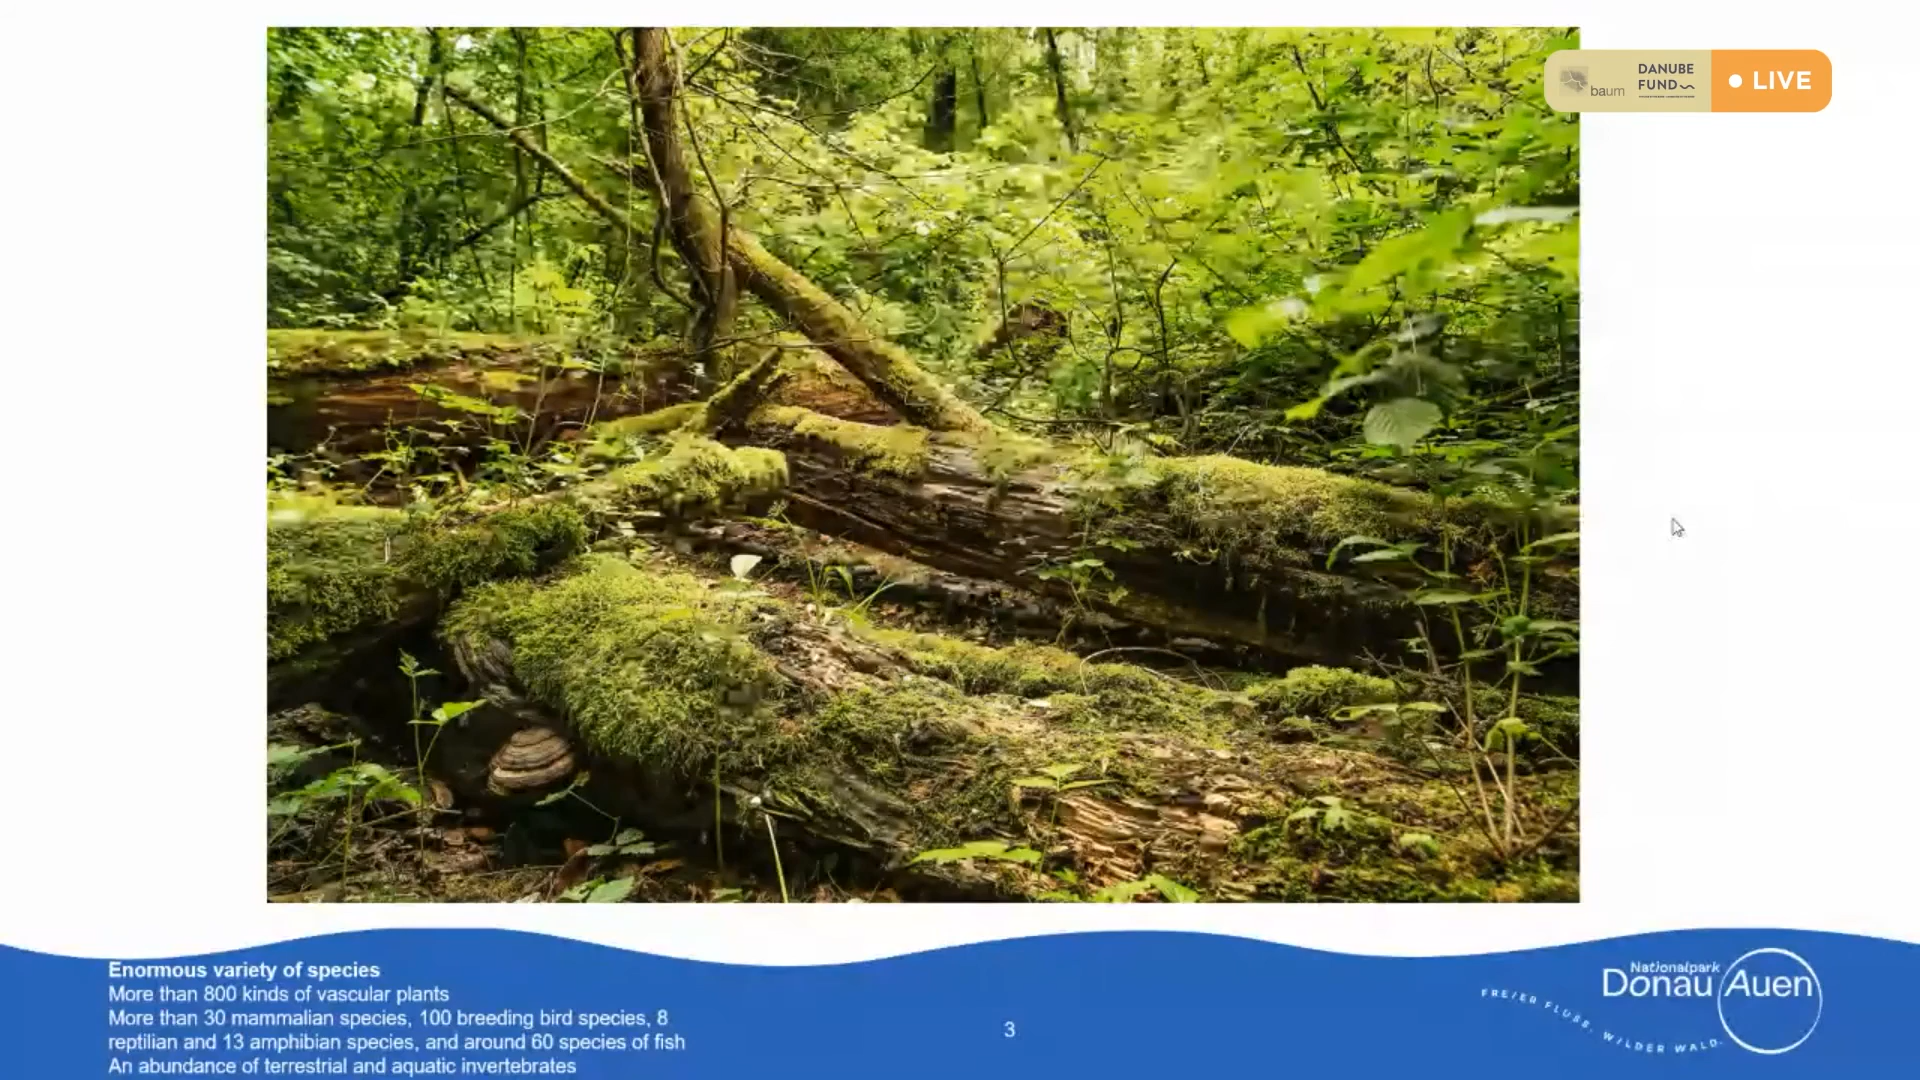 baum
DANUBE
FUND
LIVE
Enormous variety of species
More than 800 kinds of vascular plants
More than 30 mammalian species, 100 breeding bird species, 8
reptilian and 13 amphibian species, and around 60 species of fish
An abundance of terrestrial and aquatic invertebrates
3
Nationalpark
Donau Auen
FREIER FLUSS. WILDER WALD.